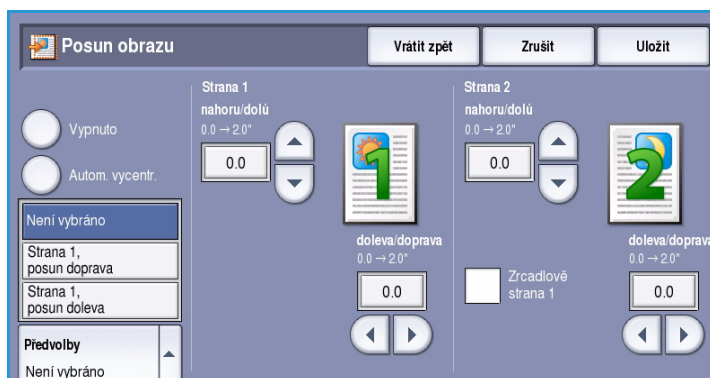 Posun obrazu
Vrátit zpět
Zrušit
Uložit
Vypnuto
Autom. vycentr.
Není vybráno
Strana 1,
posun doprava
Strana 1,
posun doleva
Předvolby
Není vybráno
Strana 1
nahoru/dolů
0.0 → 2.0"
0.0
1
doleva/doprava
0.0 → 2.0"
0.0
Strana 2
nahoru/dolů
0.0 → 2.0"
0.0
2
Zrcadlově
strana 1
doleva/doprava
0.0 → 2.0"
0.0